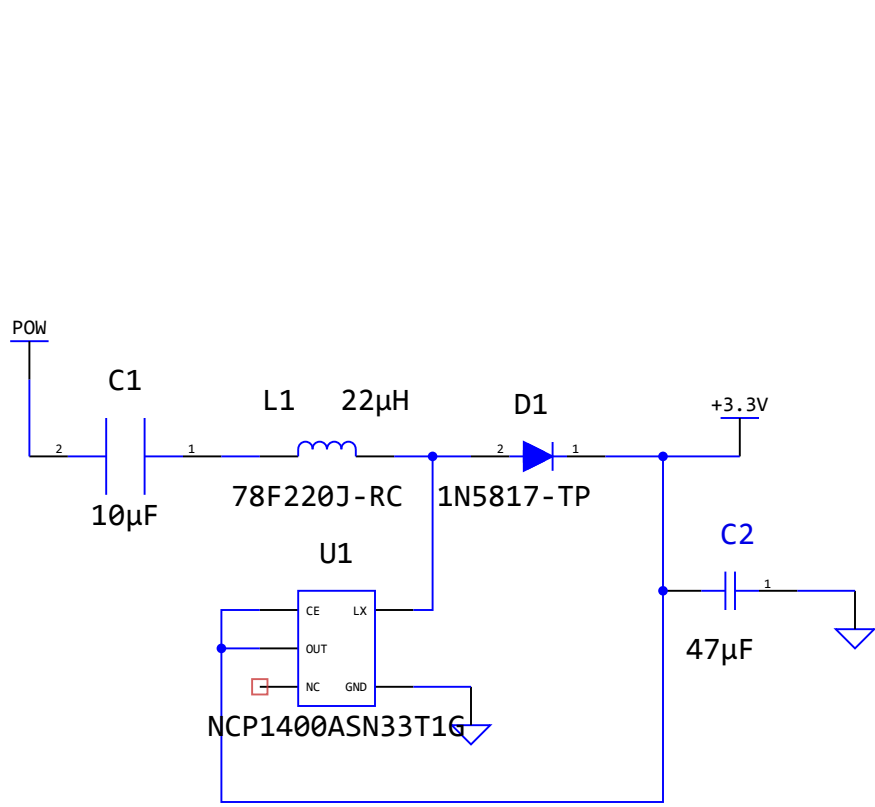 POW
C1
L1 22µH
D1
+3.3V
2
1
2
1
10µF
78F220J-RC
1N5817-TP
C2
U1
1
CE
LX
OUT
NC
GND
47µF
NCP1400ASN33T1G